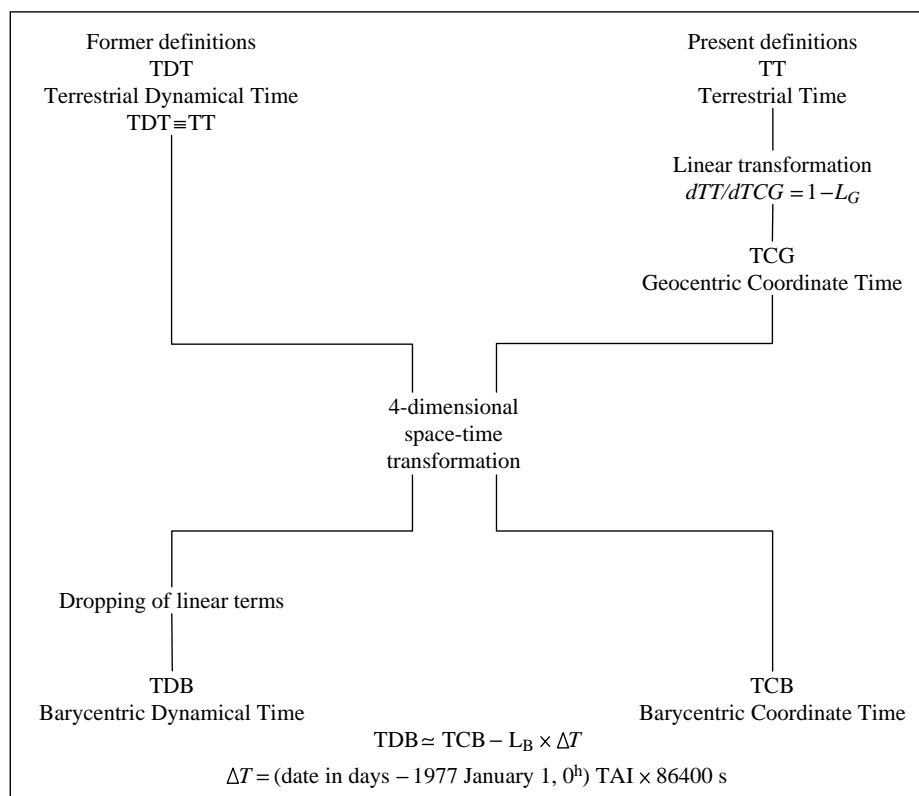 Former definitions
TDT
Terrestrial Dynamical Time
TDT≡TT
Present definitions
TT
Terrestrial Time
Linear transformation
dTT/dTCG = 1−L_G
TCG
Geocentric Coordinate Time
4-dimensional
space-time
transformation
Dropping of linear terms
TDB
Barycentric Dynamical Time
TCB
Barycentric Coordinate Time
TDB ≃ TCB − L_B × ΔT
ΔT = (date in days − 1977 January 1, 0^h) TAI × 86400 s